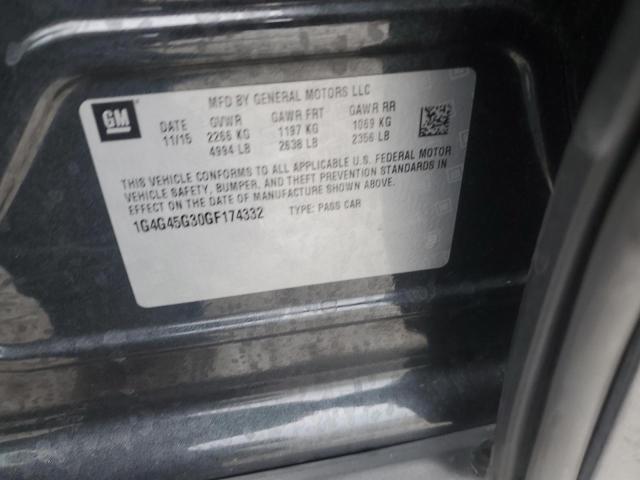 MFD BY GENERAL MOTORS LLC
GM
DATE GVWR GAWR FRT GAWR RR
11/15 2266 KG 1197 KG 1069 KG
4994 LB 2638 LB 2356 LB
THIS VEHICLE CONFORMS TO ALL APPLICABLE U.S. FEDERAL MOTOR
VEHICLE SAFETY, BUMPER, AND THEFT PREVENTION STANDARDS IN
EFFECT ON THE DATE OF MANUFACTURE SHOWN ABOVE.
1G4G45G30GF174332 TYPE: PASS CAR